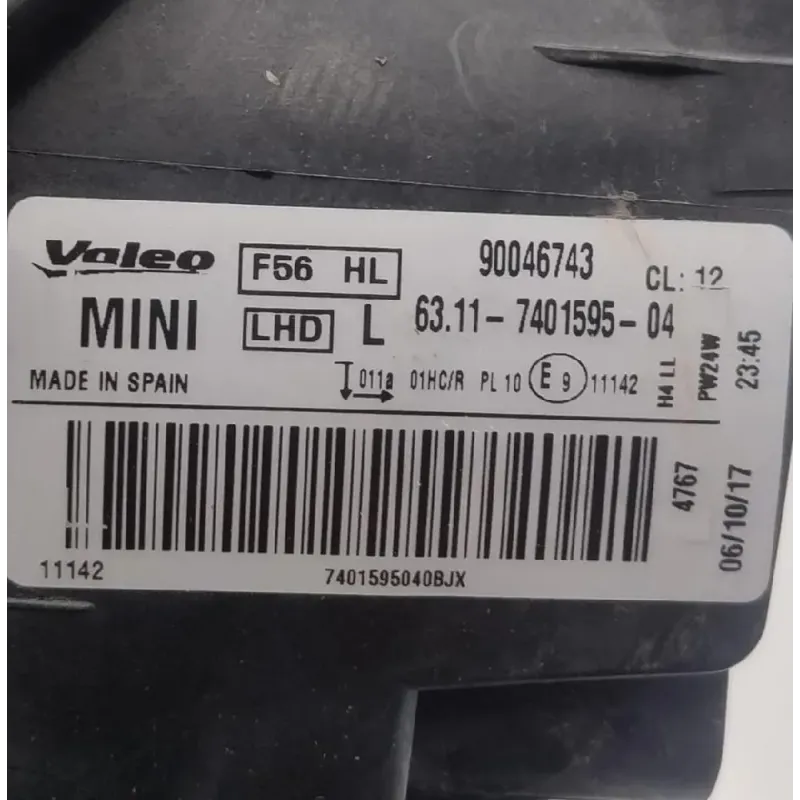 Valeo F56 HL 90046743 CL: 12
MINI LHD L 63.11-7401595-04
MADE IN SPAIN 011a 01HC/R PL 10 E 9 11142
H4 LL
PW24W
23:45
4767
06/10/17
11142 7401595040BJX